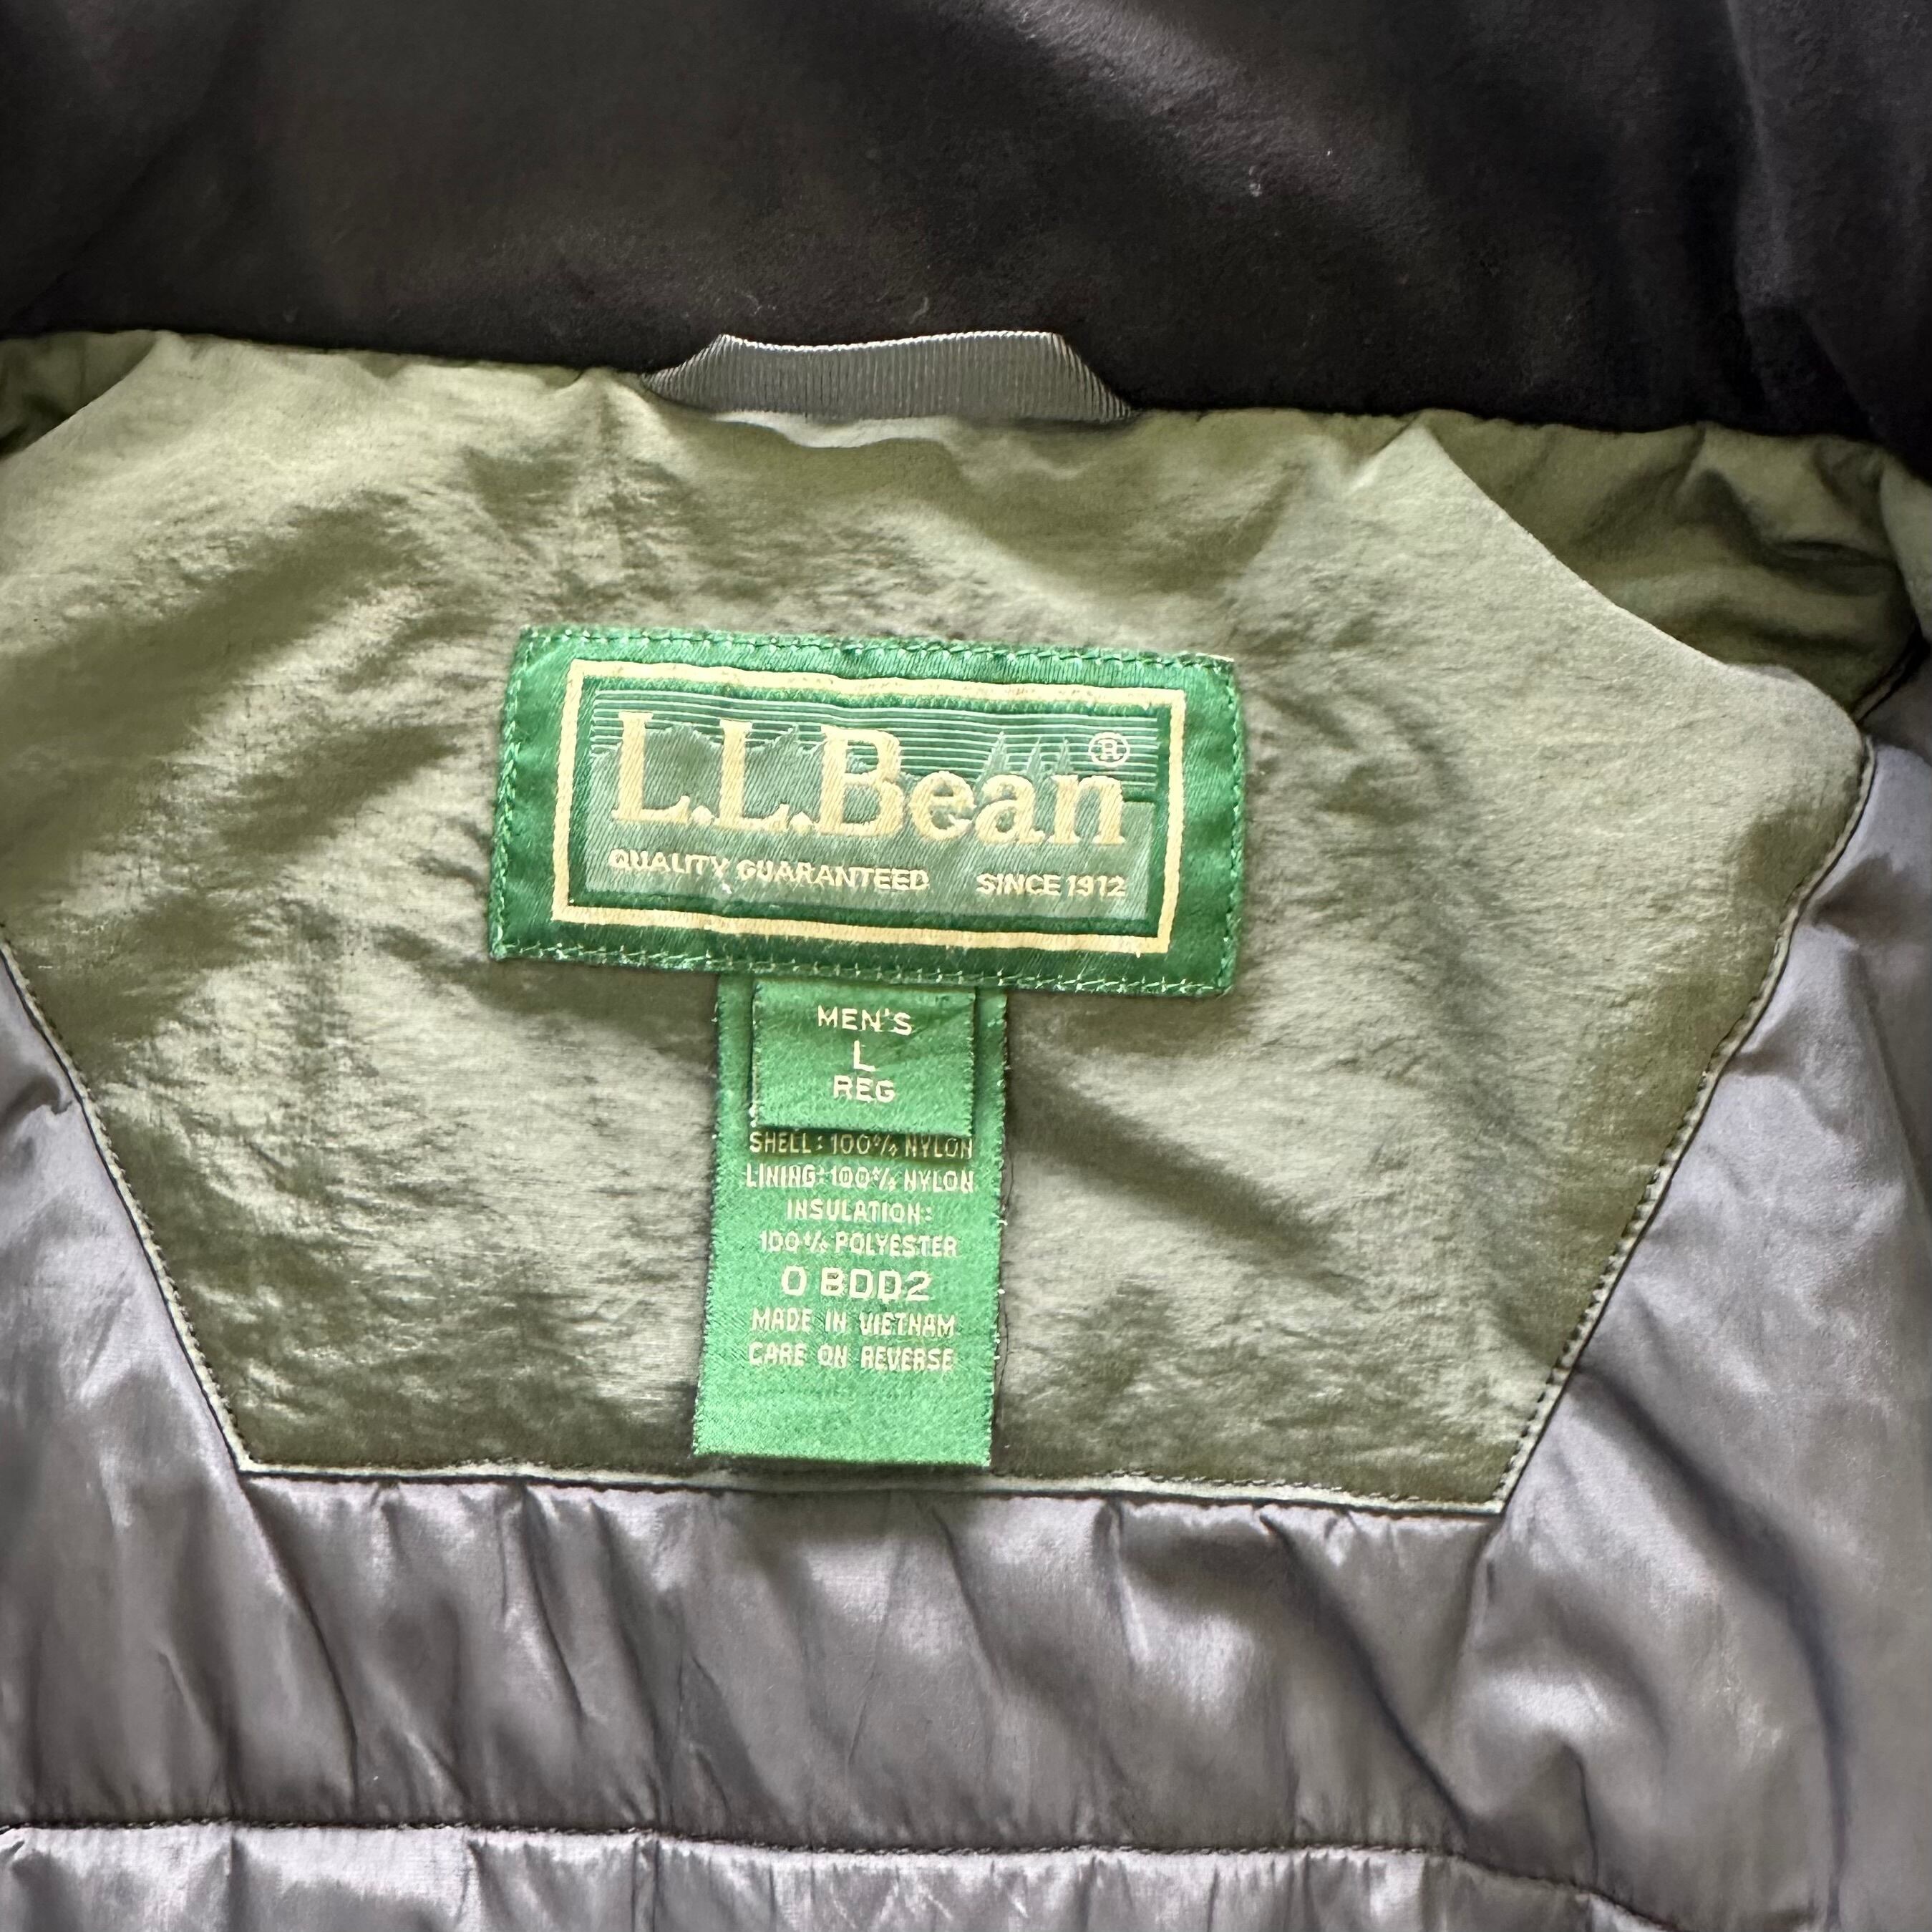 L.L.Bean®
QUALITY GUARANTEED SINCE 1912
MEN'S
L
REG
SHELL: 100% NYLON
LINING: 100% NYLON
INSULATION:
100% POLYESTER
0 BDD2
MADE IN VIETNAM
CARE ON REVERSE